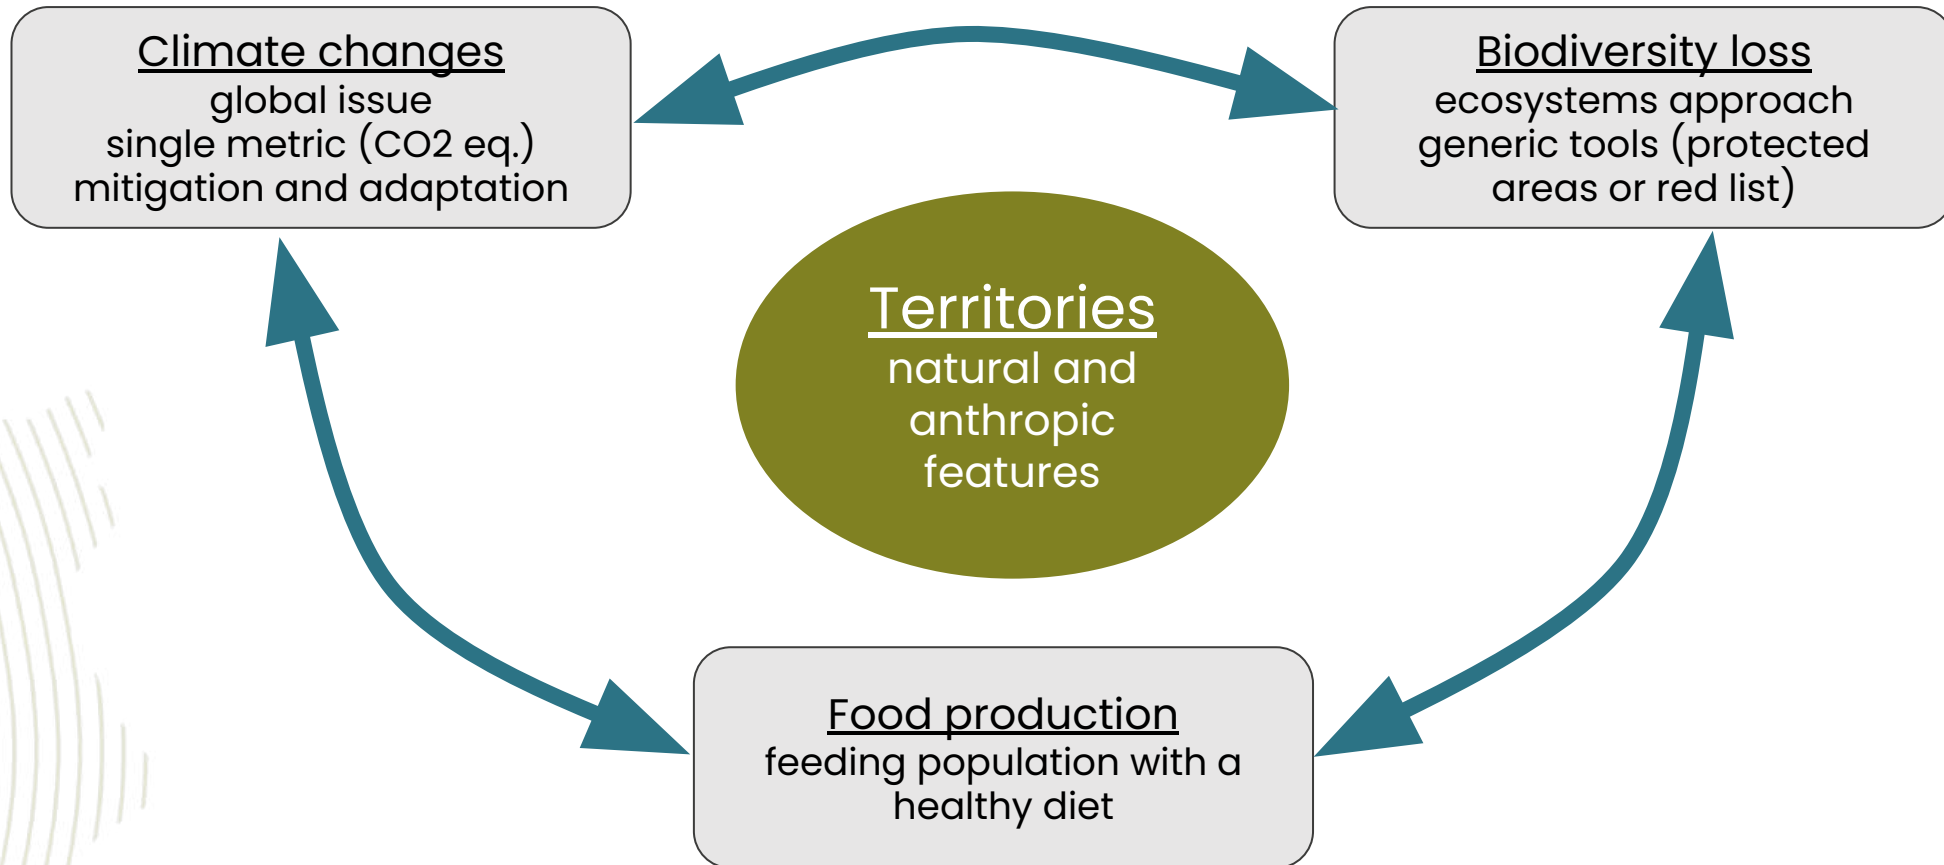 Climate changes
global issue
single metric (CO2 eq.)
mitigation and adaptation
Biodiversity loss
ecosystems approach
generic tools (protected
areas or red list)
Territories
natural and
anthropic
features
Food production
feeding population with a
healthy diet